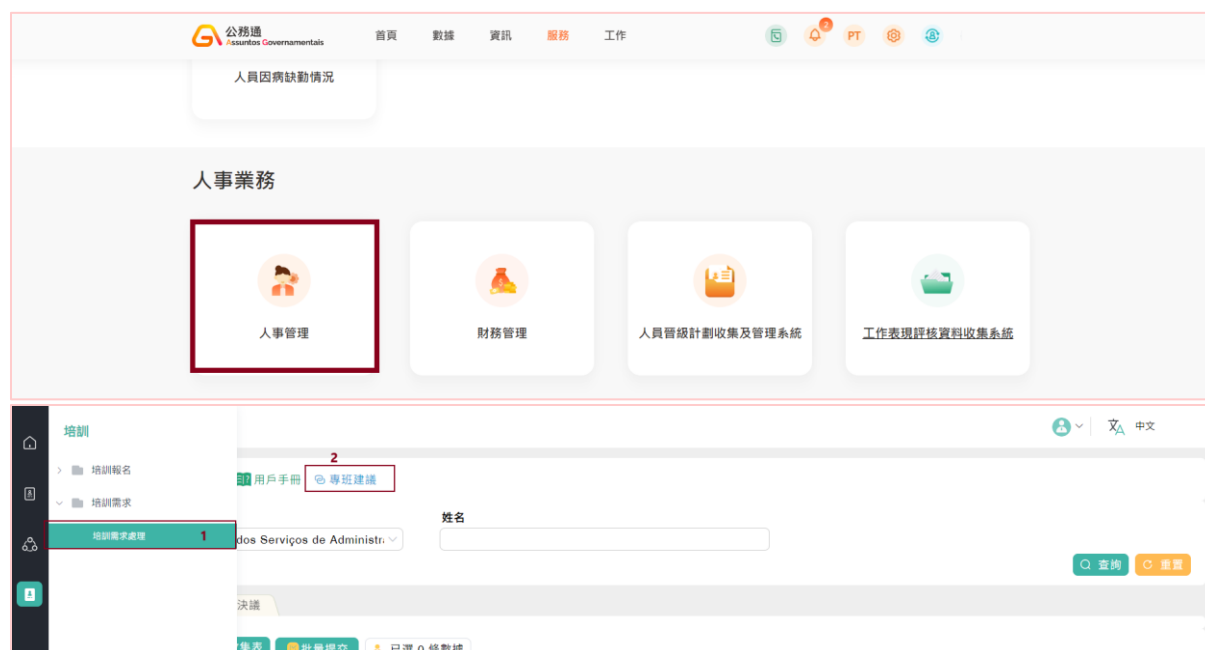 公務通
Assuntos Governamentais
首頁 數據 資訊 服務 工作
2
PT
人員因病缺勤情況
人事業務
人事管理 財務管理 人員晉級計劃收集及管理系統 工作表現評核資料收集系統
培訓
中文
培訓報名
2
用戶手冊 專班建議
培訓需求
姓名
培訓需求處理 1
dos Serviços de Administr
查詢 重置
決議
集表 批量提交 已選 0 條數據